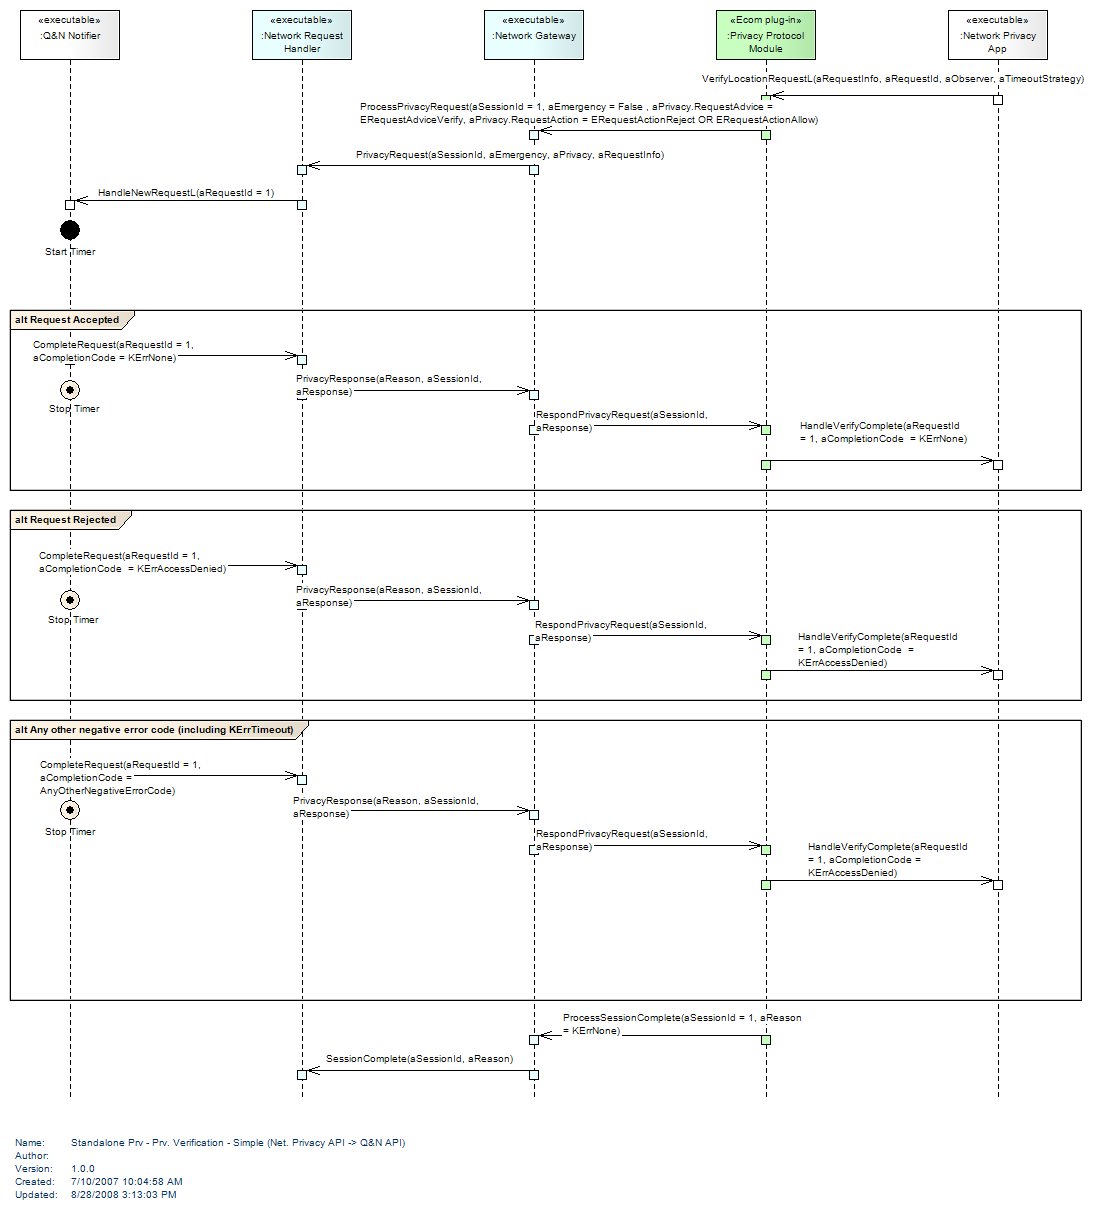 «executable»
:Q&N Notifier
«executable»
:Network Request
Handler
«executable»
:Network Gateway
«Ecom plug-in»
:Privacy Protocol
Module
«executable»
:Network Privacy
App
VerifyLocationRequestL(aRequestInfo, aRequestId, aObserver, aTimeoutStrategy)
ProcessPrivacyRequest(aSessionId = 1, aEmergency = False , aPrivacy.RequestAdvice =
ERequestAdviceVerify, aPrivacy.RequestAction = ERequestActionReject OR ERequestActionAllow)
PrivacyRequest(aSessionId, aEmergency, aPrivacy, aRequestInfo)
HandleNewRequestL(aRequestId = 1)
Start Timer
alt Request Accepted
CompleteRequest(aRequestId = 1,
aCompletionCode = KErrNone)
Stop Timer
PrivacyResponse(aReason, aSessionId,
aResponse)
RespondPrivacyRequest(aSessionId,
aResponse)
HandleVerifyComplete(aRequestId
= 1, aCompletionCode  = KErrNone)
alt Request Rejected
CompleteRequest(aRequestId = 1,
aCompletionCode  = KErrAccessDenied)
Stop Timer
PrivacyResponse(aReason, aSessionId,
aResponse)
RespondPrivacyRequest(aSessionId,
aResponse)
HandleVerifyComplete(aRequestId
= 1, aCompletionCode  =
KErrAccessDenied)
alt Any other negative error code (including KErrTimeout)
CompleteRequest(aRequestId = 1,
aCompletionCode =
AnyOtherNegativeErrorCode)
Stop Timer
PrivacyResponse(aReason, aSessionId,
aResponse)
RespondPrivacyRequest(aSessionId,
aResponse)
HandleVerifyComplete(aRequestId
= 1, aCompletionCode =
KErrAccessDenied)
ProcessSessionComplete(aSessionId = 1, aReason
= KErrNone)
SessionComplete(aSessionId, aReason)
Name: Standalone Prv - Prv. Verification - Simple (Net. Privacy API -> Q&N API)
Author:
Version: 1.0.0
Created: 7/10/2007 10:04:58 AM
Updated: 8/28/2008 3:13:03 PM